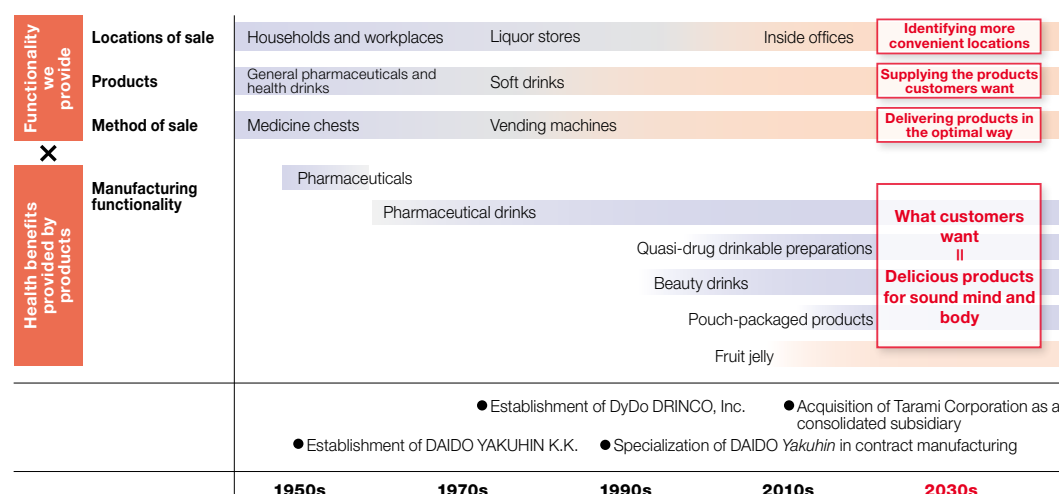 Functionality
we
provide
Locations of sale
Households and workplaces
Liquor stores
Inside offices
Identifying more
convenient locations
Products
General pharmaceuticals and
health drinks
Soft drinks
Supplying the products
customers want
Method of sale
Medicine chests
Vending machines
Delivering products in
the optimal way
×
Health benefits
provided by
products
Manufacturing
functionality
Pharmaceuticals
Pharmaceutical drinks
Quasi-drug drinkable preparations
Beauty drinks
Pouch-packaged products
Fruit jelly
What customers
want
=
Delicious products
for sound mind and
body
● Establishment of DyDo DRINCO, Inc.
● Acquisition of Tarami Corporation as a
consolidated subsidiary
● Establishment of DAIDO YAKUHIN K.K.
● Specialization of DAIDO Yakuhin in contract manufacturing
1950s
1970s
1990s
2010s
2030s